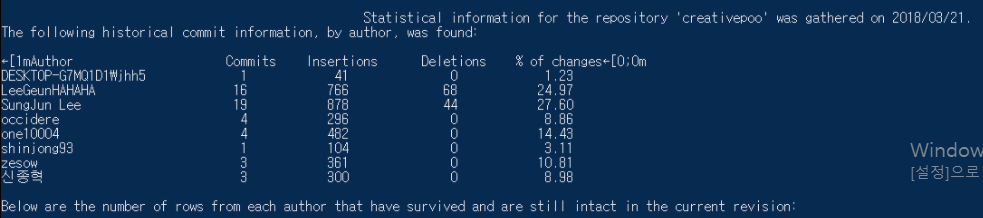 Statistical information for the repository 'creativepoo' was gathered on 2018/03/21.
The following historical commit information, by author, was found:
←[1mAuthor Commits Insertions Deletions % of changes←[0;0m
DESKTOP-G7MQ1D1₩jhh5 1 41 0 1.23
LeeGeunHAHAHA 16 766 68 24.97
SungJun Lee 19 878 44 27.60
occidere 4 296 0 8.86
one10004 4 482 0 14.43
shinjong93 1 104 0 3.11
zesow 3 361 0 10.81
신종혁 3 300 0 8.98
Below are the number of rows from each author that have survived and are still intact in the current revision:
Window
[설정]으로